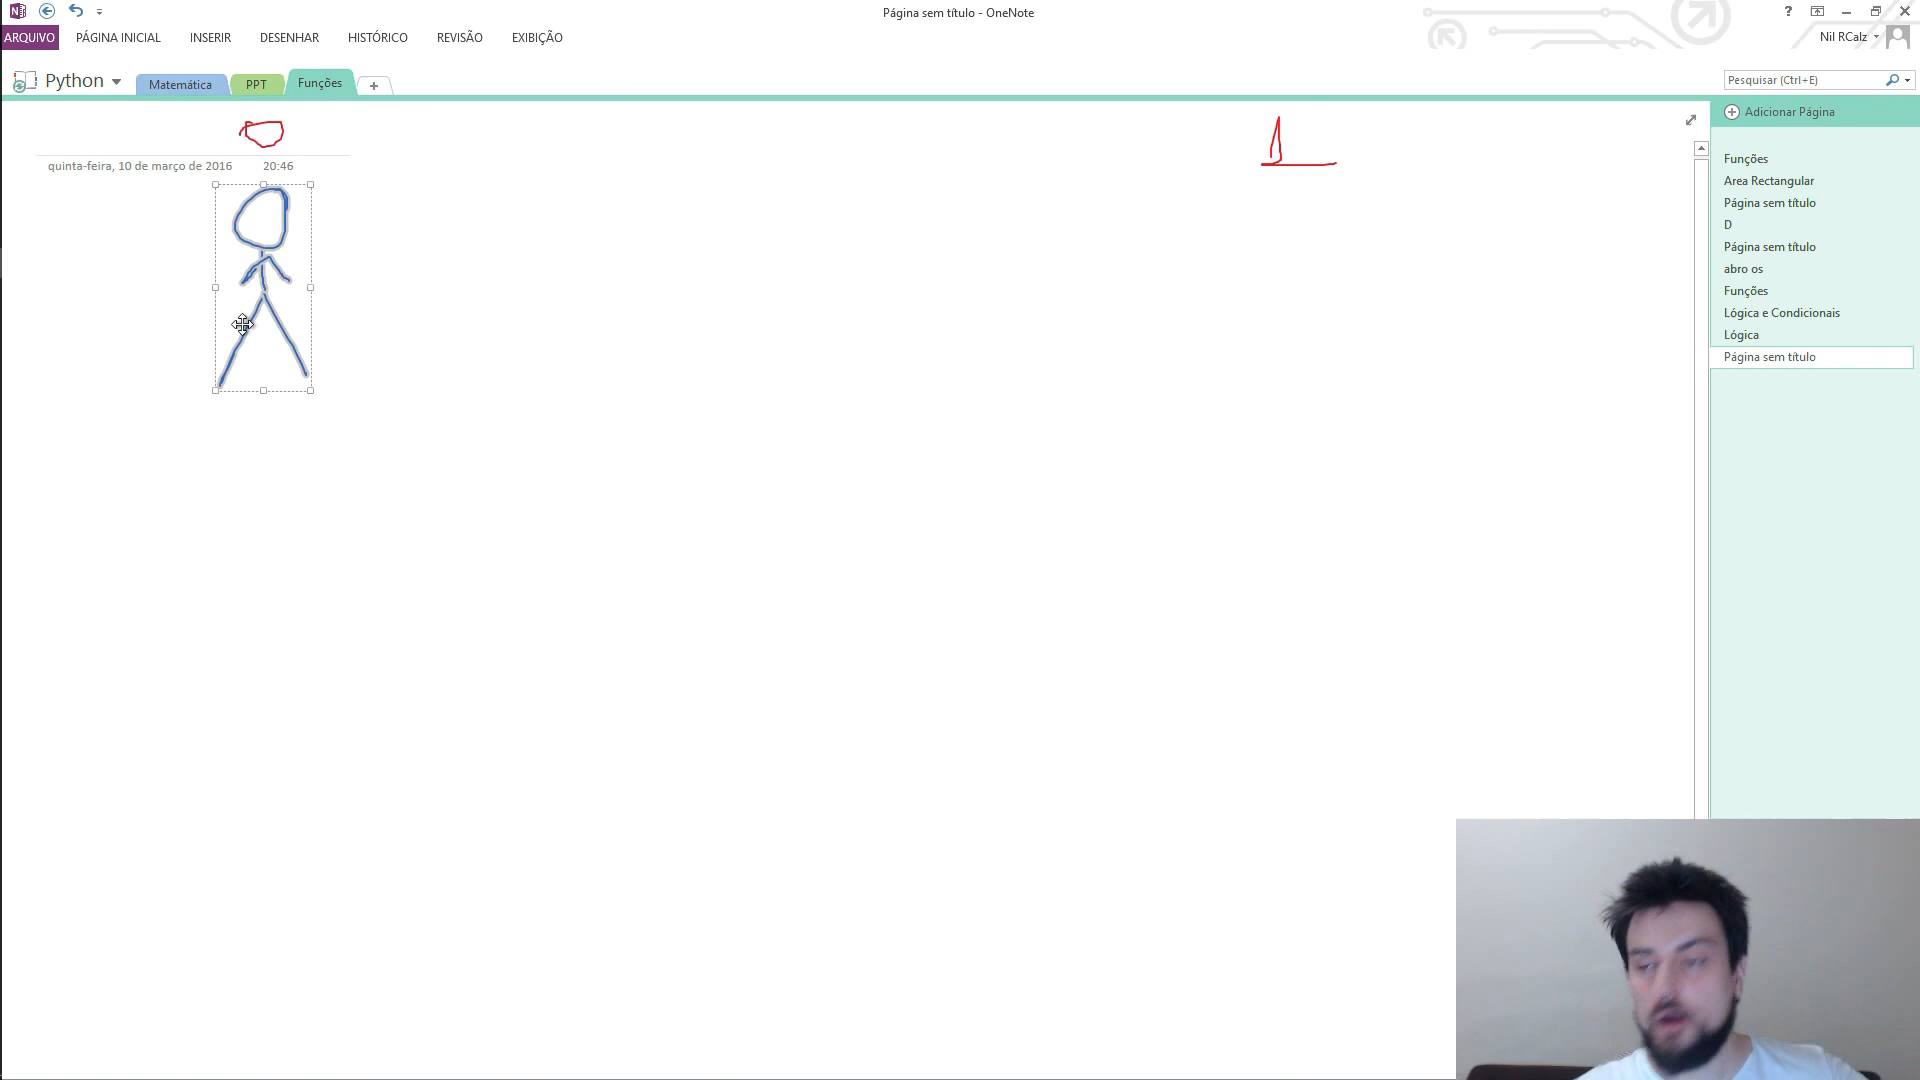 Página sem título - OneNote
?
Nil RCalz
ARQUIVO PÁGINA INICIAL INSERIR DESENHAR HISTÓRICO REVISÃO EXIBIÇÃO
Python Matemática PPT Funções +
Pesquisar (Ctrl+E)
Adicionar Página
0 1
quinta-feira, 10 de março de 2016 20:46
Funções
Area Rectangular
Página sem título
D
Página sem título
abro os
Funções
Lógica e Condicionais
Lógica
Página sem título